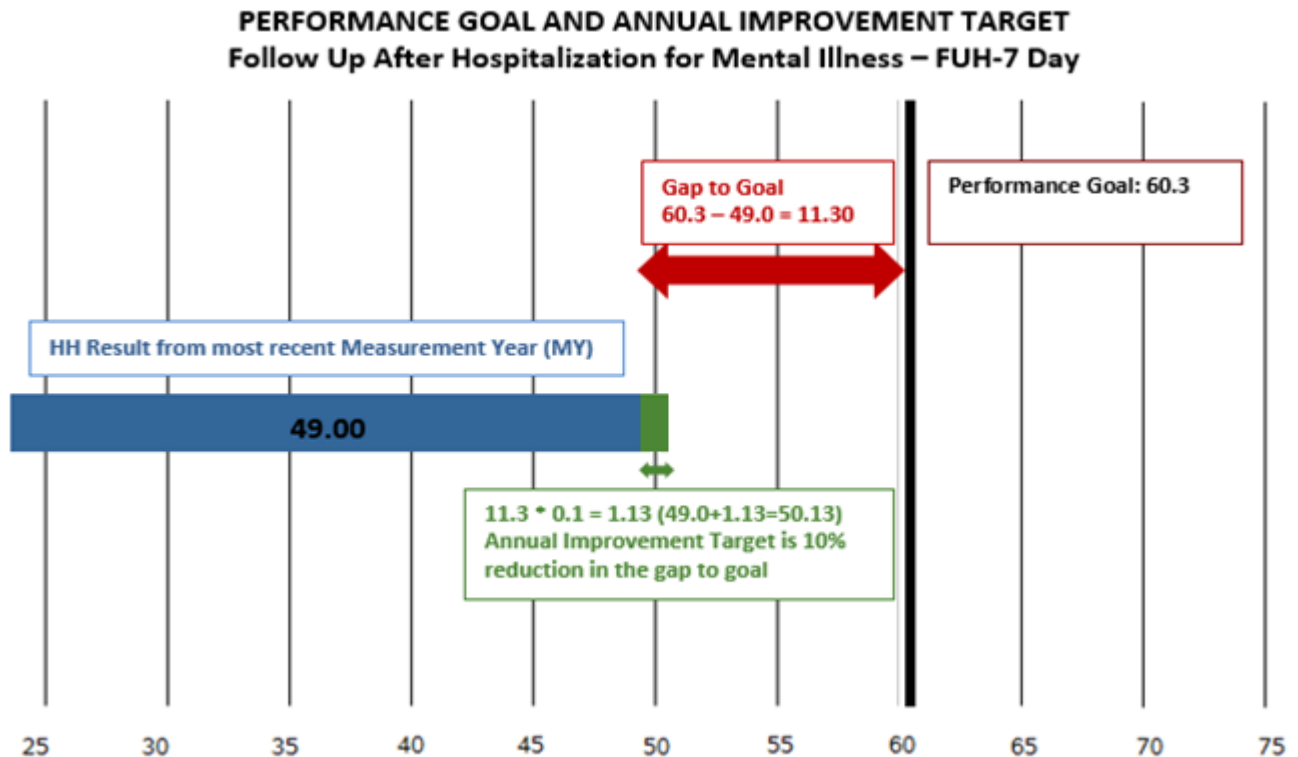 PERFORMANCE GOAL AND ANNUAL IMPROVEMENT TARGET
Follow Up After Hospitalization for Mental Illness – FUH-7 Day
Gap to Goal
60.3 – 49.0 = 11.30
Performance Goal: 60.3
HH Result from most recent Measurement Year (MY)
49.00
11.3 * 0.1 = 1.13 (49.0+1.13=50.13)
Annual Improvement Target is 10%
reduction in the gap to goal
25 30 35 40 45 50 55 60 65 70 75